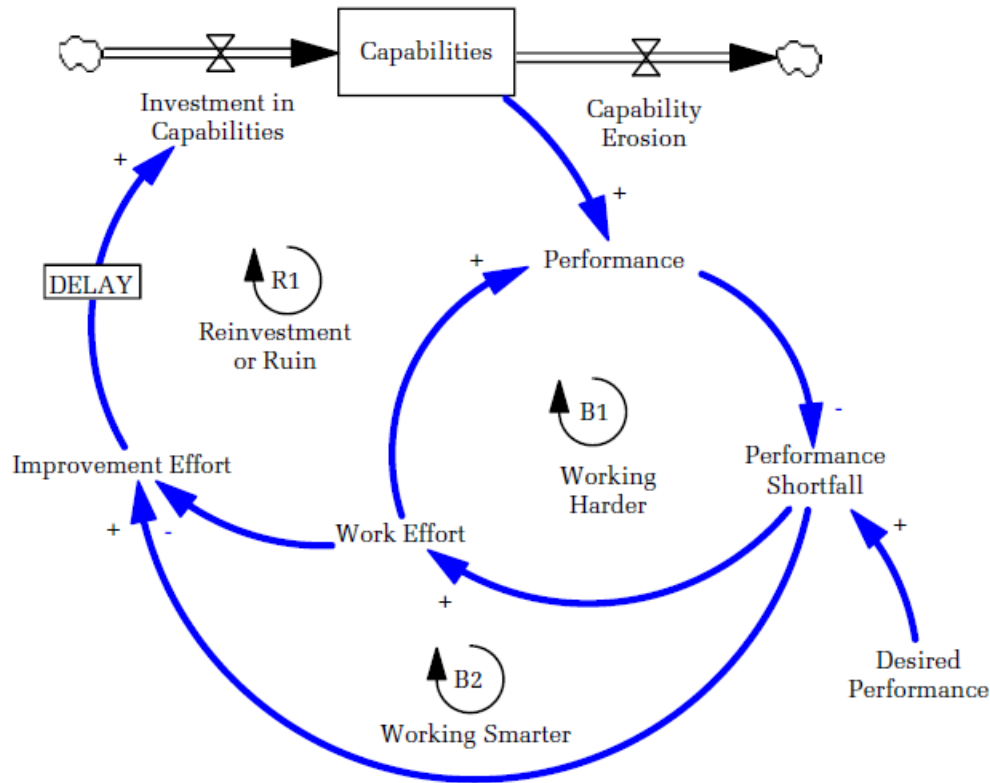 Capabilities
Investment in
Capabilities
Capability
Erosion
+
+
+
Performance
DELAY
R1
Reinvestment
or Ruin
B1
-
Improvement Effort
Performance
Shortfall
Working
Harder
+
-
Work Effort
+
+
B2
Working Smarter
Desired
Performance